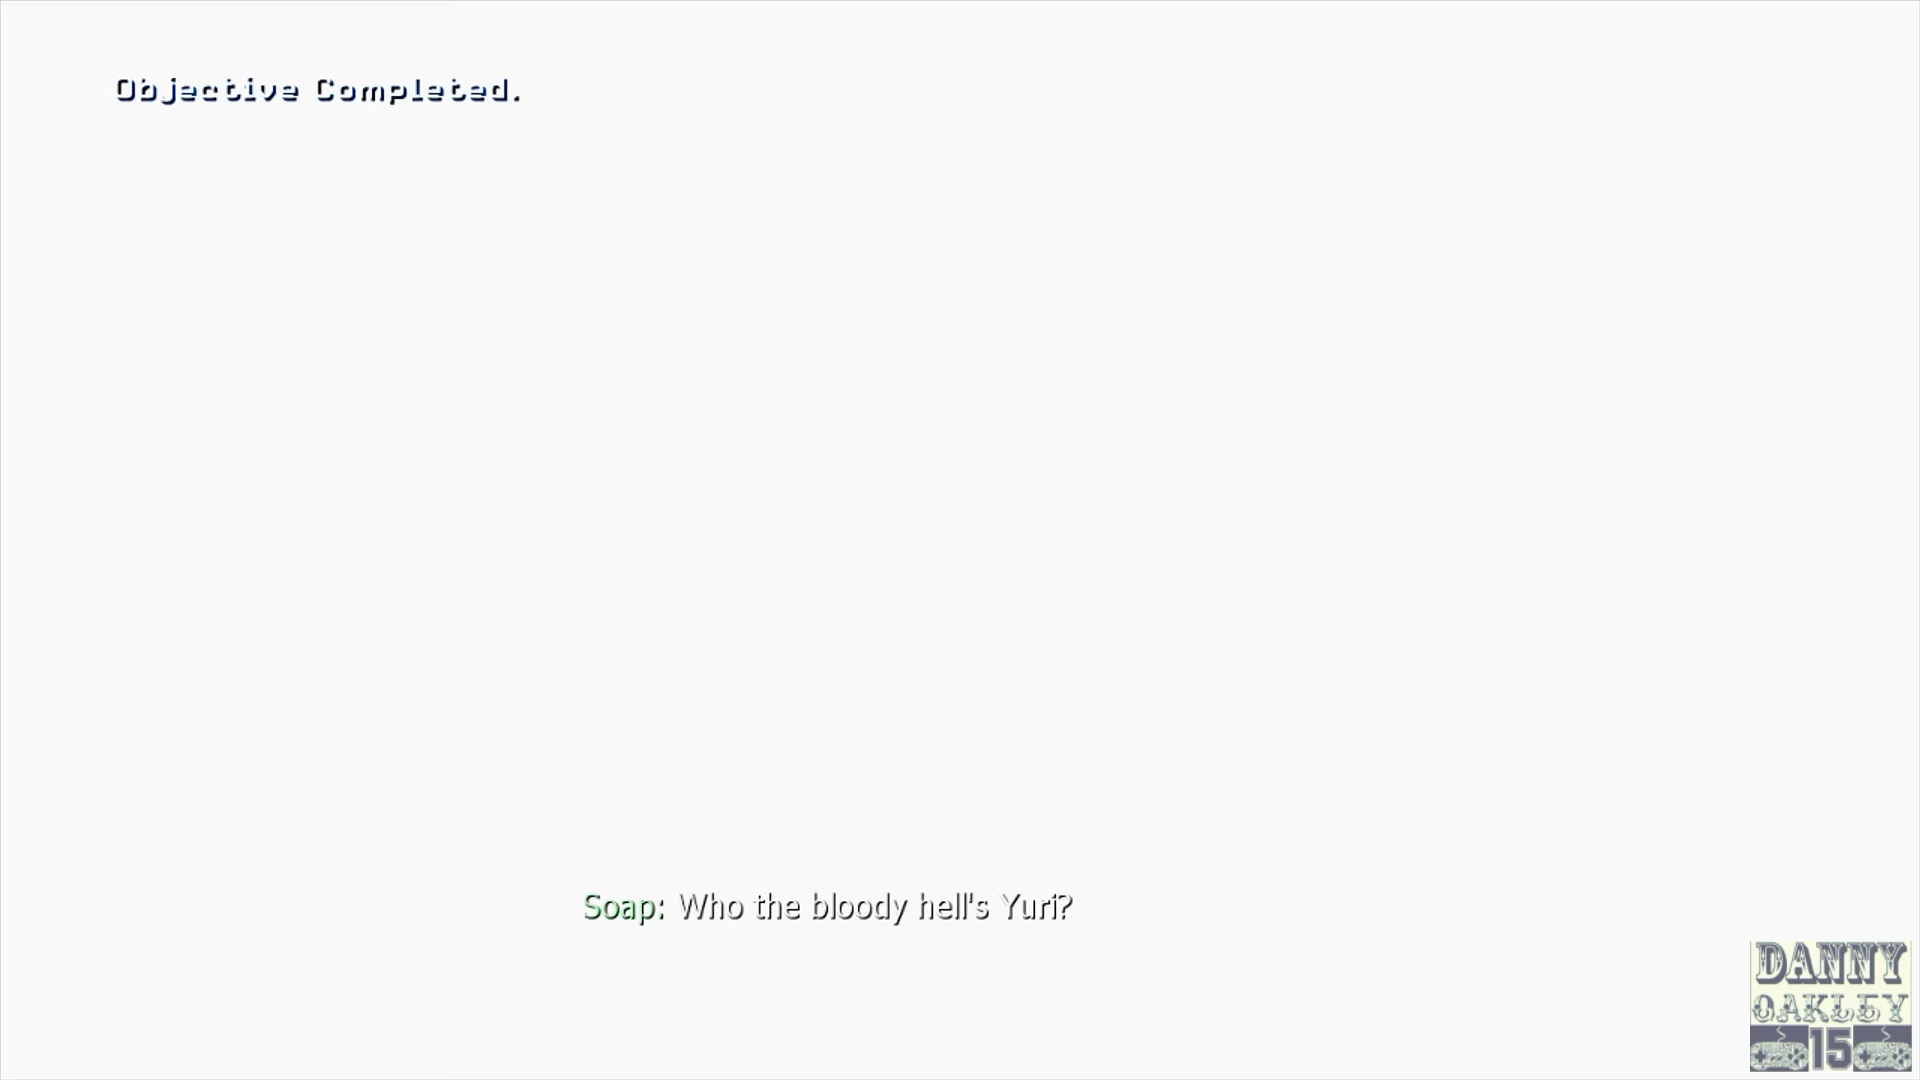 Objective Completed.
Soap: Who the bloody hell's Yuri?
DANNY
OAKLEY
15